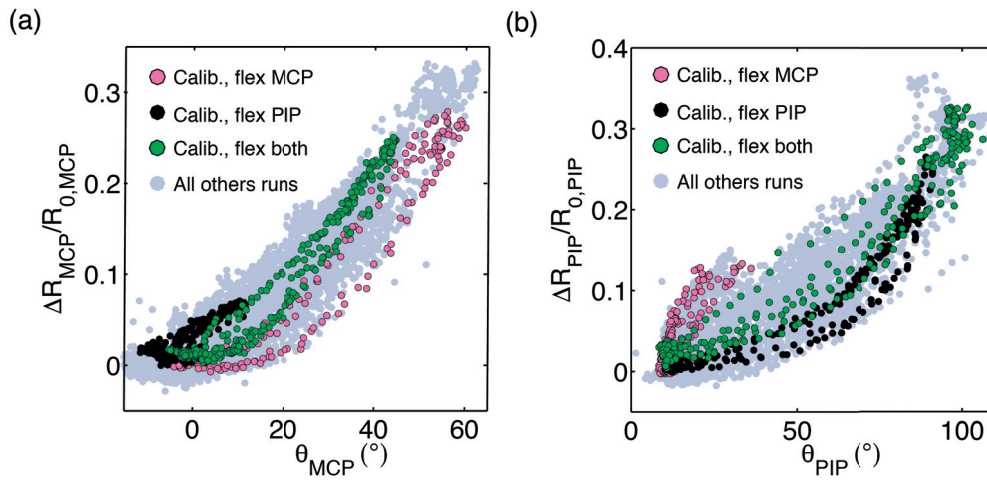 (a)
ΔR_MCP/R_0,MCP
0.3
0.2
0.1
0
Calib., flex MCP
Calib., flex PIP
Calib., flex both
All others runs
0 20 40 60
θ_MCP (°)
(b)
ΔR_PIP/R_0,PIP
0.4
0.3
0.2
0.1
0
Calib., flex MCP
Calib., flex PIP
Calib., flex both
All others runs
0 50 100
θ_PIP (°)